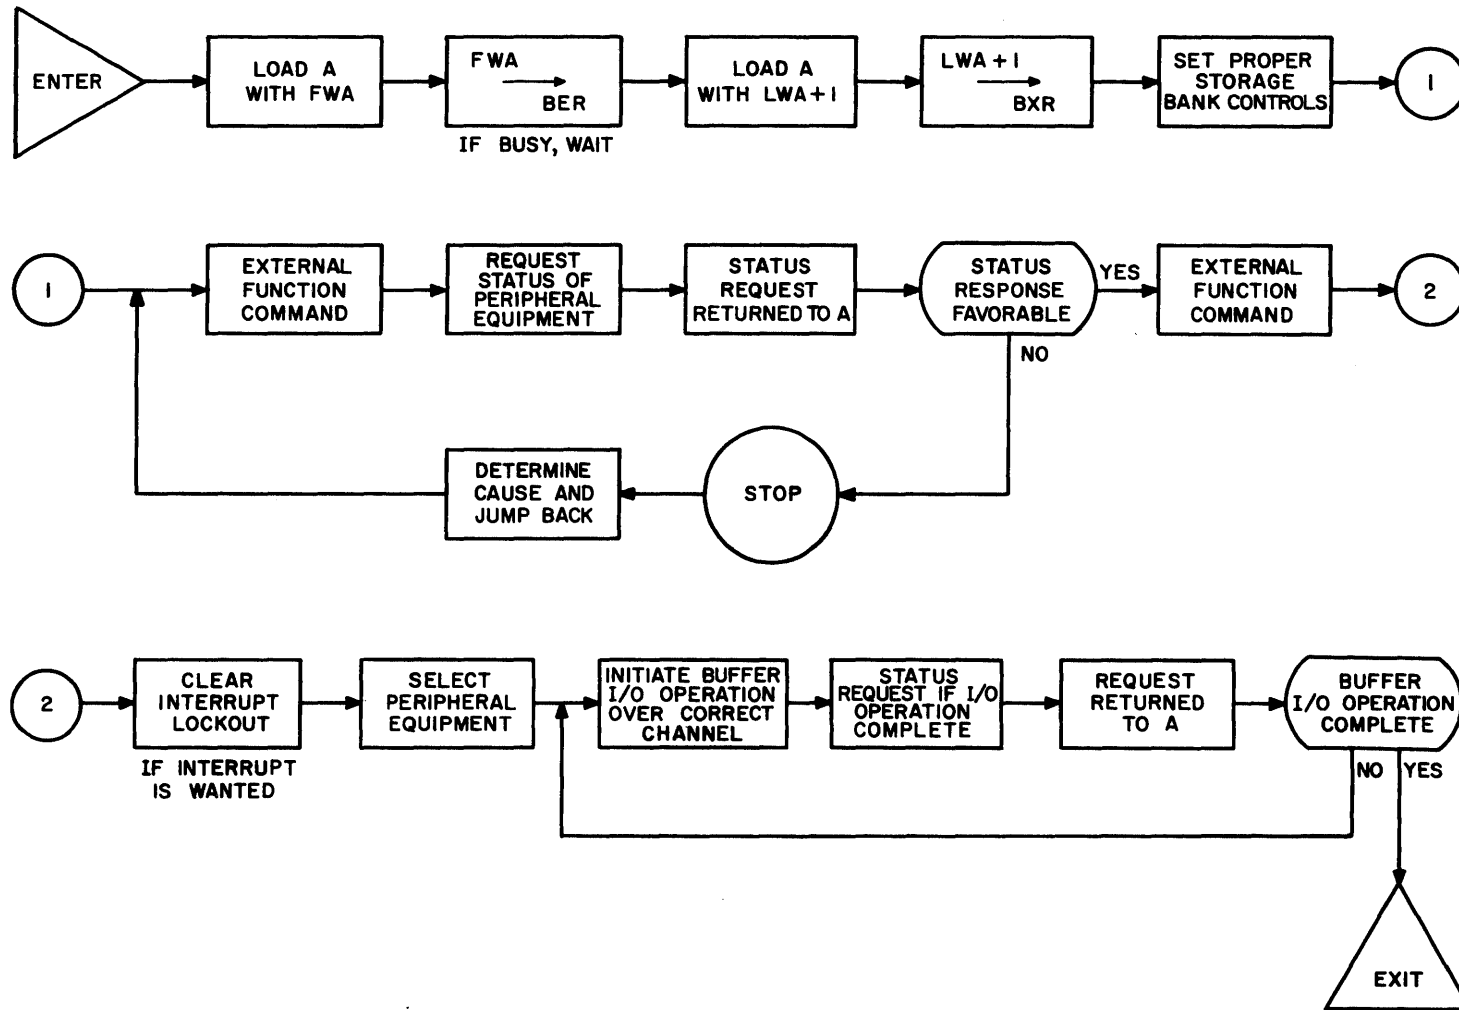 ENTER
LOAD A
WITH FWA
FWA
BER
IF BUSY, WAIT
LOAD A
WITH LWA+1
LWA+1
BXR
SET PROPER
STORAGE
BANK CONTROLS
1
1
EXTERNAL
FUNCTION
COMMAND
REQUEST
STATUS OF
PERIPHERAL
EQUIPMENT
STATUS
REQUEST
RETURNED TO A
STATUS
RESPONSE
FAVORABLE
YES
NO
EXTERNAL
FUNCTION
COMMAND
2
DETERMINE
CAUSE AND
JUMP BACK
STOP
2
CLEAR
INTERRUPT
LOCKOUT
IF INTERRUPT
IS WANTED
SELECT
PERIPHERAL
EQUIPMENT
INITIATE BUFFER
I/O OPERATION
OVER CORRECT
CHANNEL
STATUS
REQUEST IF I/O
OPERATION
COMPLETE
REQUEST
RETURNED
TO A
BUFFER
I/O OPERATION
COMPLETE
NO
YES
EXIT